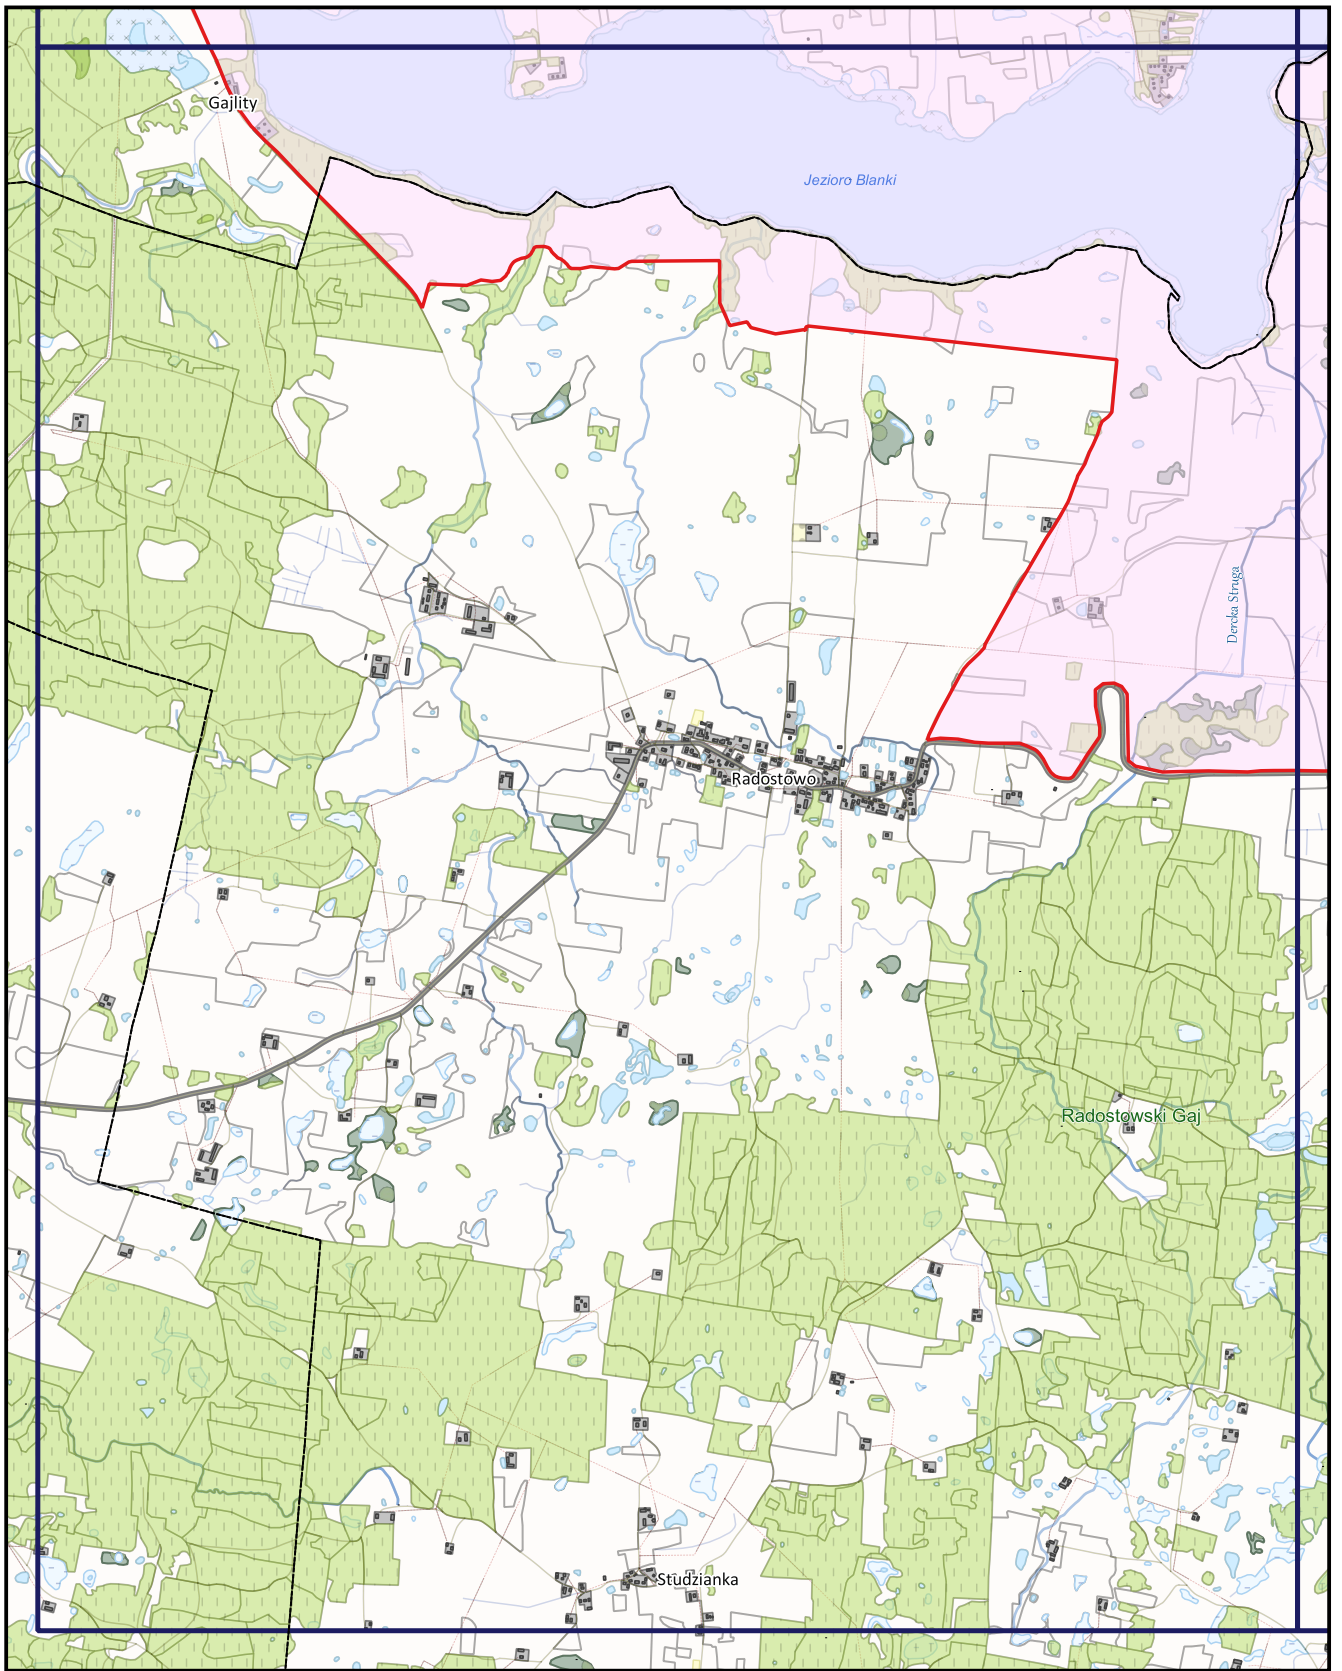 Gajlity
Jezioro Blanki
Dercka Struga
Radostowo
Radostowski Gaj
Studzianka